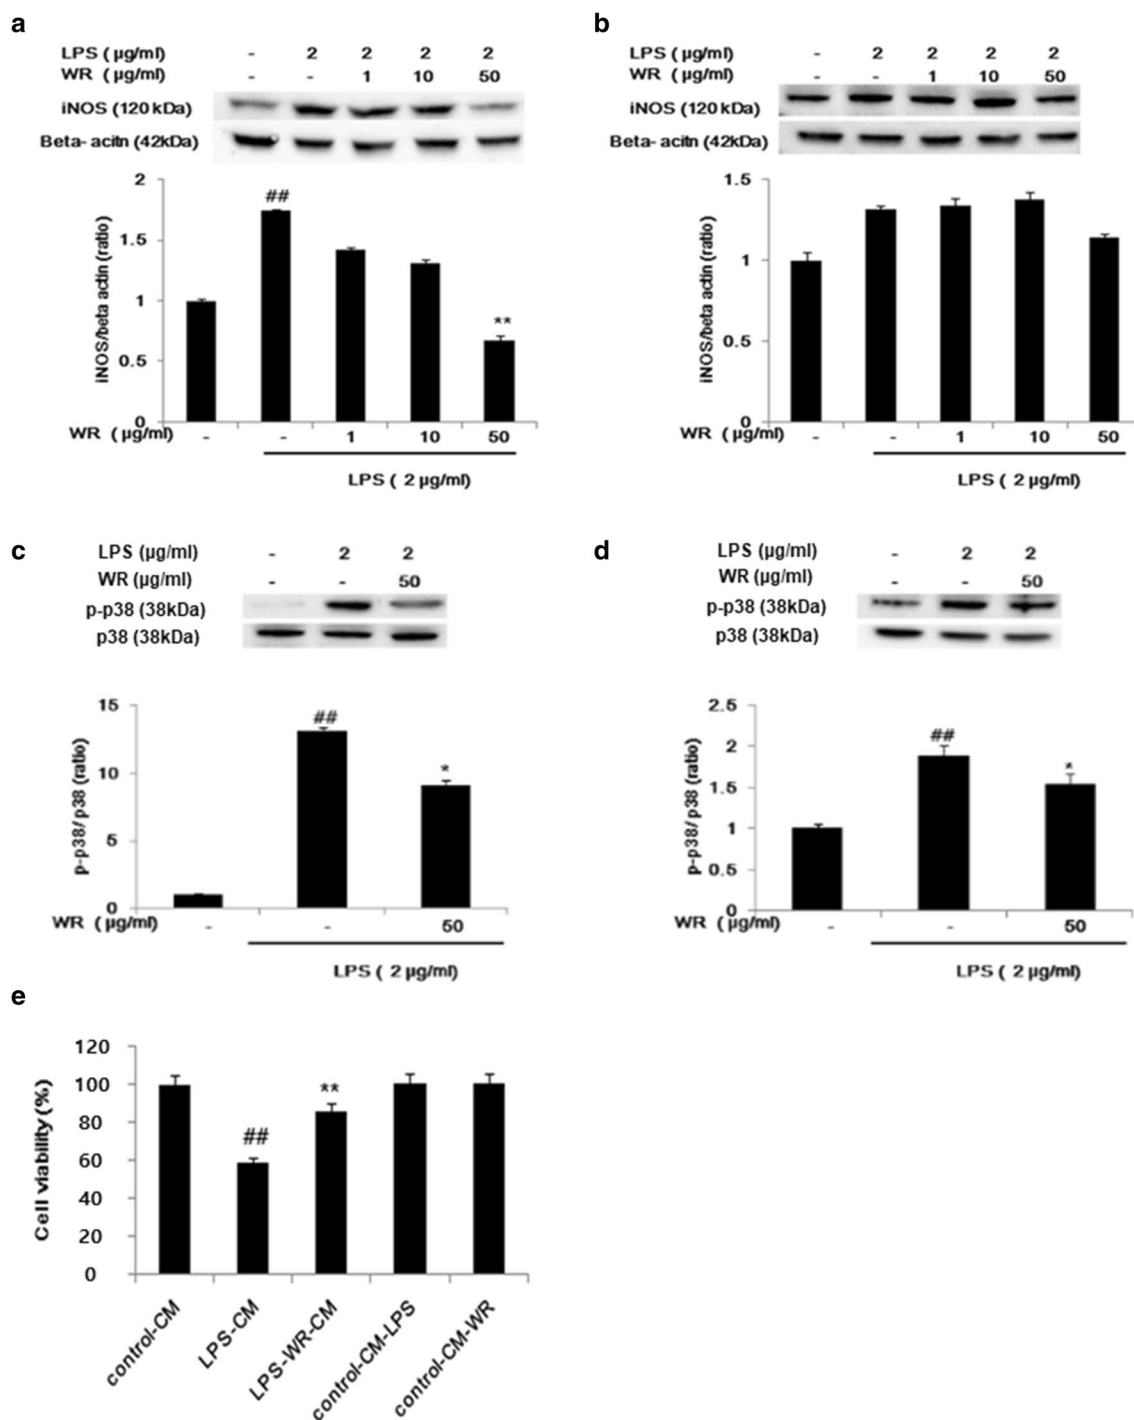 a
LPS ( µg/ml) - 2 2 2 2
WR ( µg/ml) - - 1 10 50
iNOS (120 kDa)
Beta- acitn (42kDa)
2
1.5
1
0.5
0
iNOS/beta actin (ratio)
##
**
WR ( µg/ml) - - 1 10 50
LPS ( 2 µg/ml)
b
LPS ( µg/ml) - 2 2 2 2
WR ( µg/ml) - - 1 10 50
iNOS (120 kDa)
Beta- acitn (42kDa)
1.5
1
0.5
0
iNOS/beta actin (ratio)
WR ( µg/ml) - - 1 10 50
LPS ( 2 µg/ml)
c
LPS (µg/ml) - 2 2
WR (µg/ml) - - 50
p-p38 (38kDa)
p38 (38kDa)
15
10
5
0
p-p38/ p38 (ratio)
##
*
WR ( µg/ml) - - 50
LPS ( 2 µg/ml)
d
LPS (µg/ml) - 2 2
WR (µg/ml) - - 50
p-p38 (38kDa)
p38 (38kDa)
2.5
2
1.5
1
0.5
0
p-p38/ p38 (ratio)
##
*
WR ( µg/ml) - - 50
LPS ( 2 µg/ml)
e
120
100
80
60
40
20
0
Cell viability (%)
##
**
control-CM
LPS-CM
LPS-WR-CM
control-CM-LPS
control-CM-WR